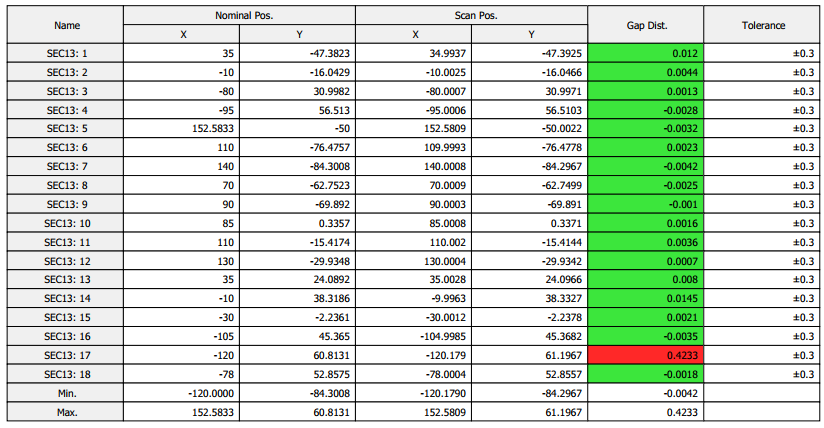 Name Nominal Pos. Scan Pos. Gap Dist. Tolerance
X Y X Y
SEC13: 1 35 -47.3823 34.9937 -47.3925 0.012 ±0.3
SEC13: 2 -10 -16.0429 -10.0025 -16.0466 0.0044 ±0.3
SEC13: 3 -80 30.9982 -80.0007 30.9971 0.0013 ±0.3
SEC13: 4 -95 56.513 -95.0006 56.5103 -0.0028 ±0.3
SEC13: 5 152.5833 -50 152.5809 -50.0022 -0.0032 ±0.3
SEC13: 6 110 -76.4757 109.9993 -76.4778 0.0023 ±0.3
SEC13: 7 140 -84.3008 140.0008 -84.2967 -0.0042 ±0.3
SEC13: 8 70 -62.7523 70.0009 -62.7499 -0.0025 ±0.3
SEC13: 9 90 -69.892 90.0003 -69.891 -0.001 ±0.3
SEC13: 10 85 0.3357 85.0008 0.3371 0.0016 ±0.3
SEC13: 11 110 -15.4174 110.002 -15.4144 0.0036 ±0.3
SEC13: 12 130 -29.9348 130.0004 -29.9342 0.0007 ±0.3
SEC13: 13 35 24.0892 35.0028 24.0966 0.008 ±0.3
SEC13: 14 -10 38.3186 -9.9963 38.3327 0.0145 ±0.3
SEC13: 15 -30 -2.2361 -30.0012 -2.2378 0.0021 ±0.3
SEC13: 16 -105 45.365 -104.9985 45.3682 -0.0035 ±0.3
SEC13: 17 -120 60.8131 -120.179 61.1967 0.4233 ±0.3
SEC13: 18 -78 52.8575 -78.0004 52.8557 -0.0018 ±0.3
Min. -120.0000 -84.3008 -120.1790 -84.2967 -0.0042
Max. 152.5833 60.8131 152.5809 61.1967 0.4233